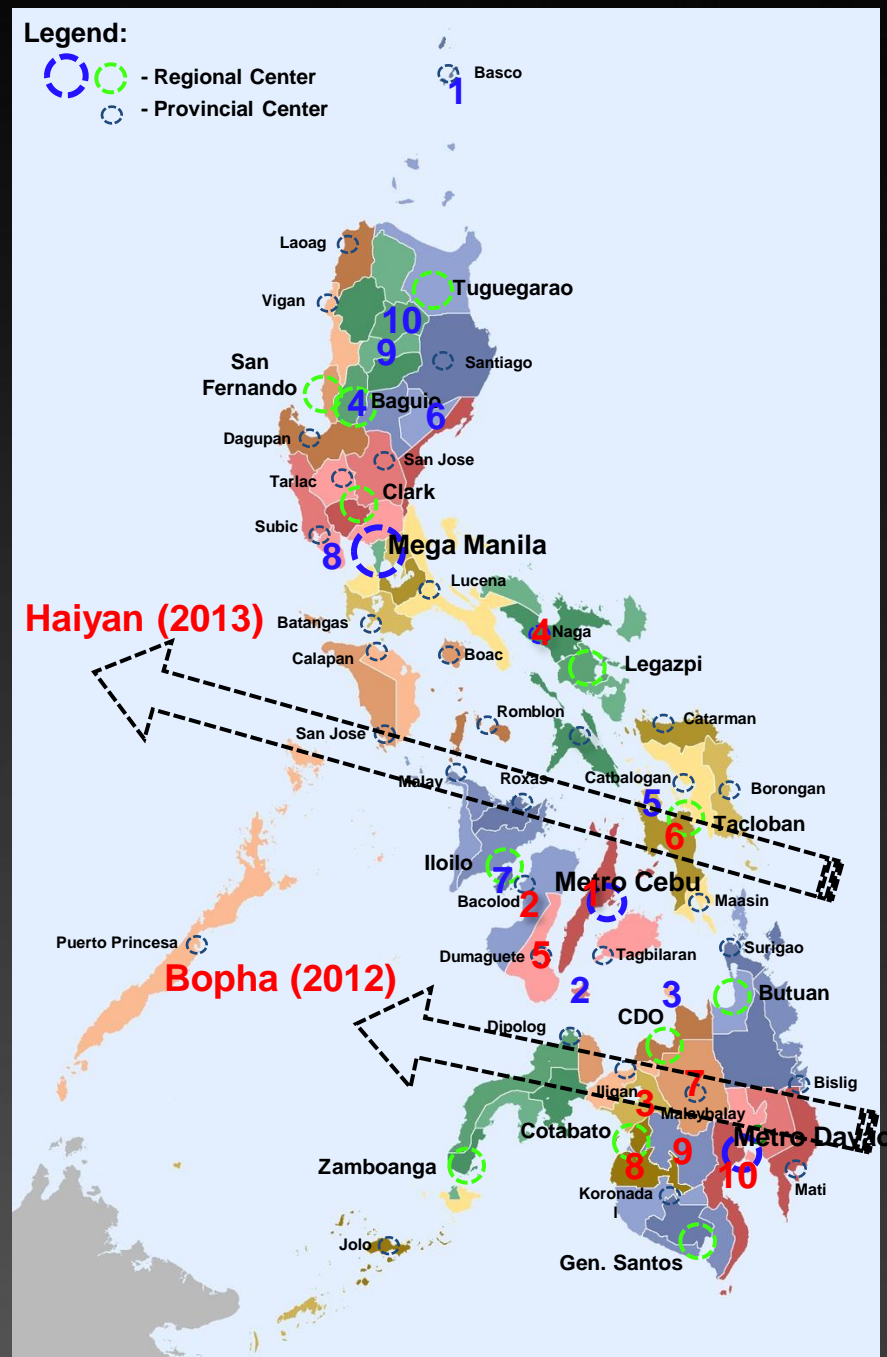 Legend:
- Regional Center
- Provincial Center
Basco
1
Laoag
Tuguegarao
Vigan
10
9
Santiago
San
Fernando
4
Baguio
6
Dagupan
San Jose
Tarlac
Clark
Subic
8
Mega Manila
Lucena
Haiyan (2013)
Batangas
4
Naga
Calapan
Boac
Legazpi
Romblon
Catarman
San Jose
Malay
Roxas
Catbalogan
5
Borongan
6
Tacloban
Iloilo
7
Metro Cebu
1
Bacolod
2
Maasin
Puerto Princesa
Dumaguete
5
Tagbilaran
Surigao
Bopha (2012)
2
3
Butuan
CDO
Dipolog
Iligan
7
Bislig
3
Malaybalay
Cotabato
Metro Davao
8
9
10
Zamboanga
Mati
Koronada
l
Jolo
Gen. Santos